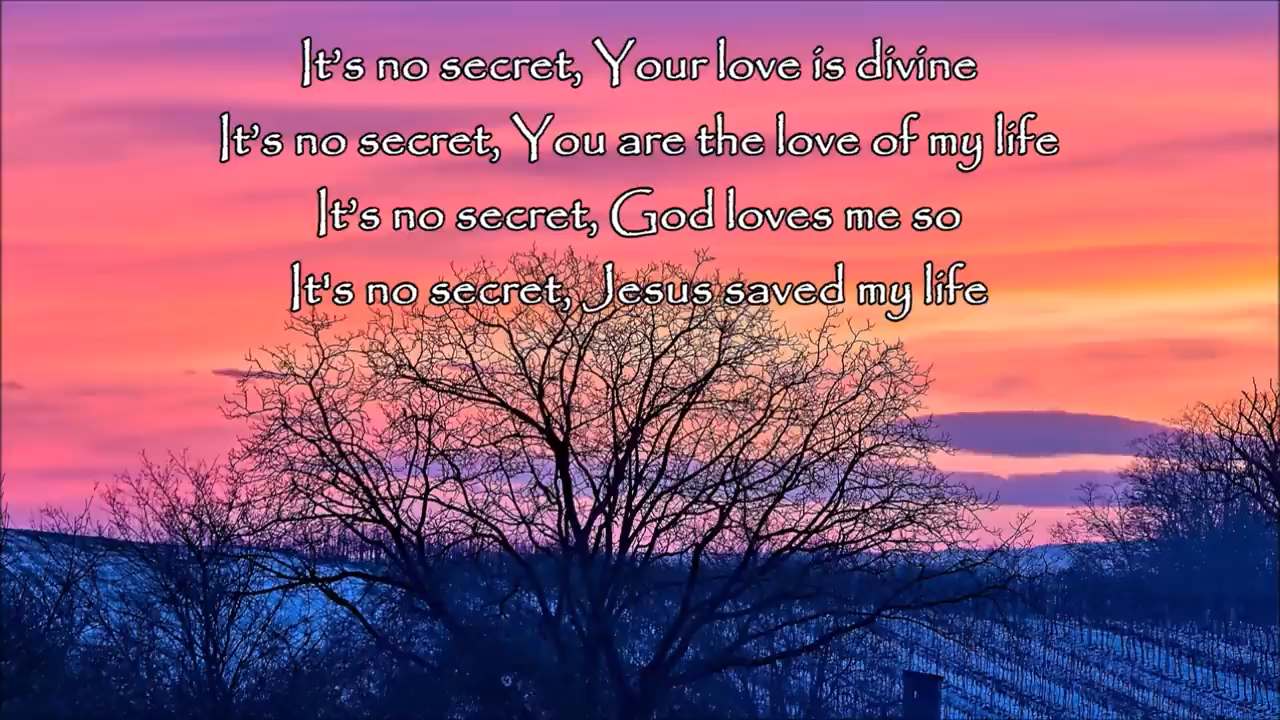 It’s no secret, Your love is divine
It’s no secret, You are the love of my life
It’s no secret, God loves me so
It's no secret, Jesus saved my life